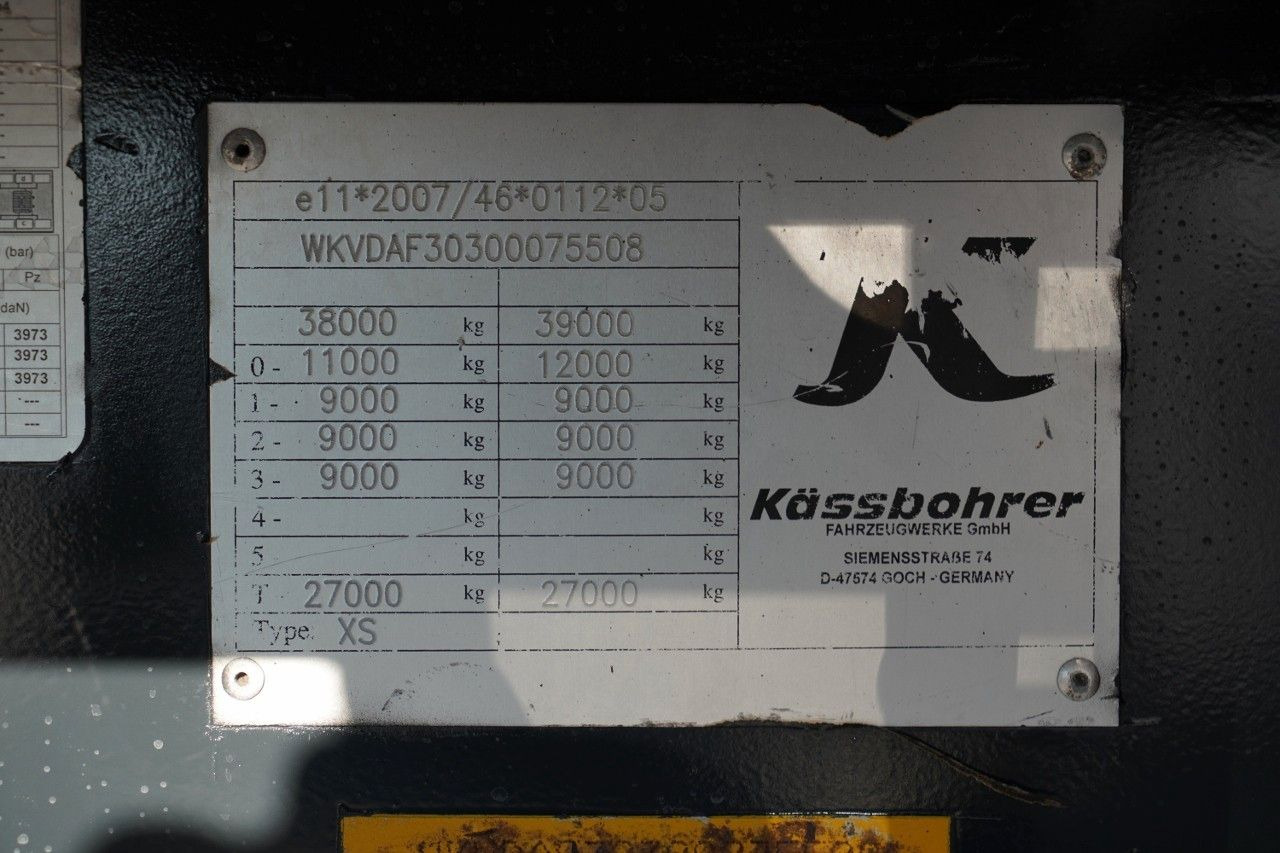 (bar)
Pz
daN)
3973
3973
3973
---
---
e11*2007/46*0112*05
WKVDAF30300075508
38000 kg 39000 kg
0- 11000 kg 12000 kg
1- 9000 kg 9000 kg
2- 9000 kg 9000 kg
3- 9000 kg 9000 kg
4- kg kg
5 kg kg
T- 27000 kg 27000 kg
Type: XS
Kässbohrer
FAHRZEUGWERKE GmbH
SIEMENSSTRAßE 74
D-47574 GOCH - GERMANY